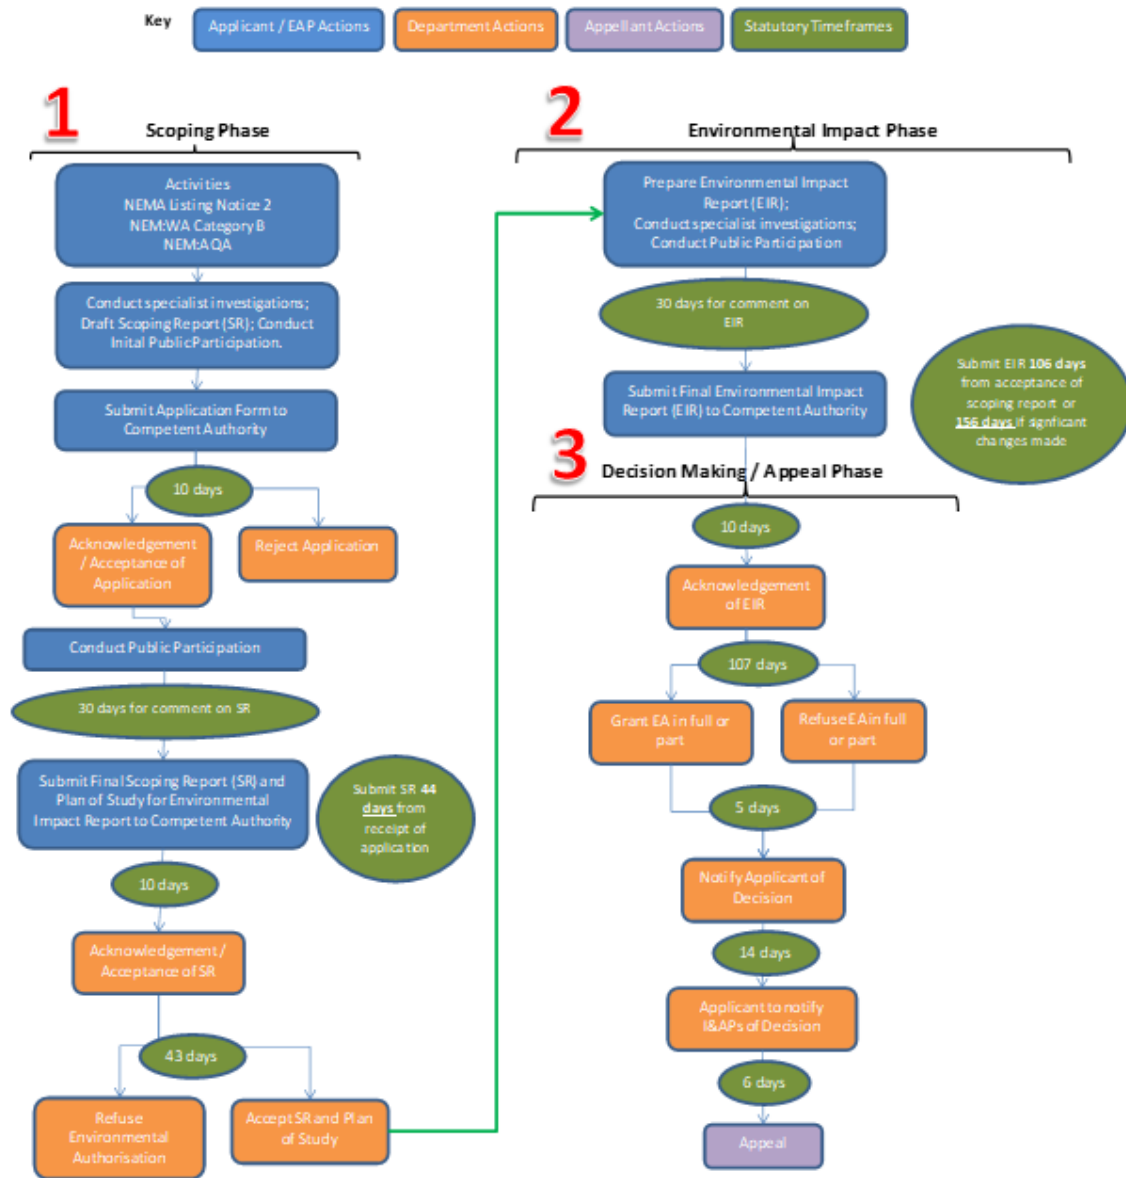 Key
Applicant / EAP Actions
Department Actions
Appellant Actions
Statutory Timeframes
1
Scoping Phase
Activities
NEMA Listing Notice 2
NEM:WA Category B
NEM:AQA
Conduct specialist investigations;
Draft Scoping Report (SR); Conduct
Inital Public Participation.
Submit Application Form to
Competent Authority
10 days
Acknowledgement
/ Acceptance of
Application
Reject Application
Conduct Public Participation
30 days for comment on SR
Submit Final Scoping Report (SR) and
Plan of Study for Environmental
Impact Report to Competent Authority
Submit SR 44
days from
receipt of
application
10 days
Acknowledgement /
Acceptance of SR
43 days
Refuse
Environmental
Authorisation
Accept SR and Plan
of Study
2
Environmental Impact Phase
Prepare Environmental Impact
Report (EIR);
Conduct specialist investigations;
Conduct Public Participation
30 days for comment on
EIR
Submit Final Environmental Impact
Report (EIR) to Competent Authority
Submit EIR 106 days
from acceptance of
scoping report or
156 days if signficant
changes made
3
Decision Making / Appeal Phase
10 days
Acknowledgement
of EIR
107 days
Grant EA in full or
part
Refuse EA in full
or part
5 days
Notify Applicant of
Decision
14 days
Applicant to notify
I&APs of Decision
6 days
Appeal